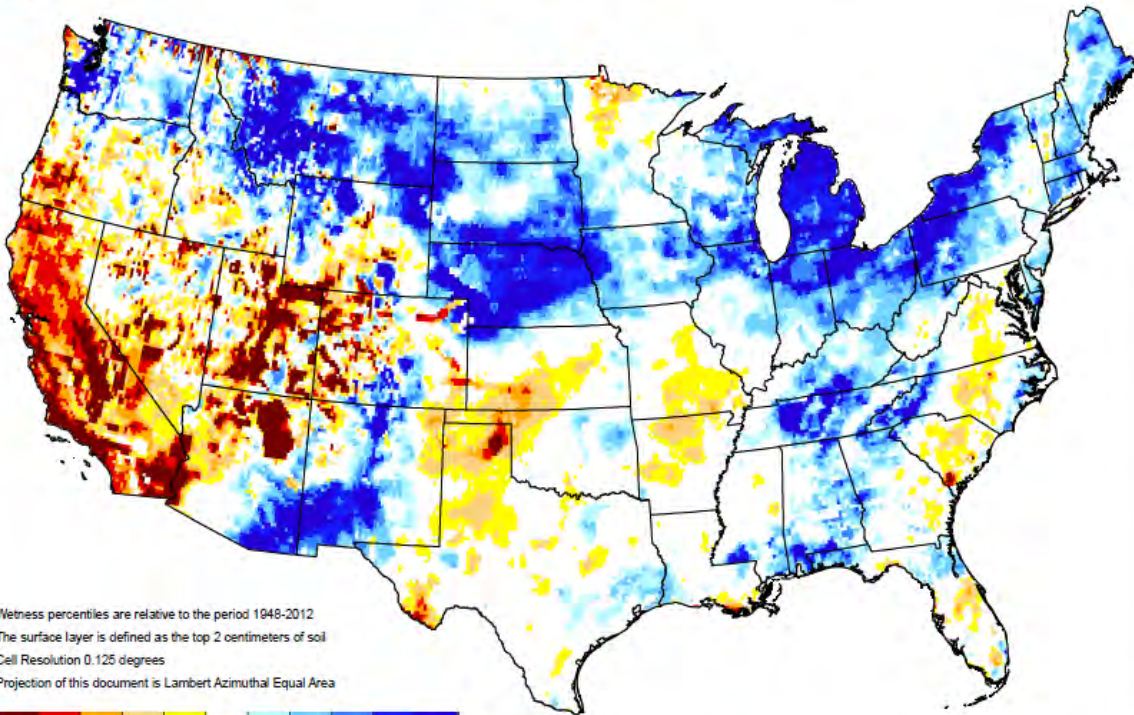 Wetness percentiles are relative to the period 1948-2012
The surface layer is defined as the top 2 centimeters of soil
Cell Resolution 0.125 degrees
Projection of this document is Lambert Azimuthal Equal Area